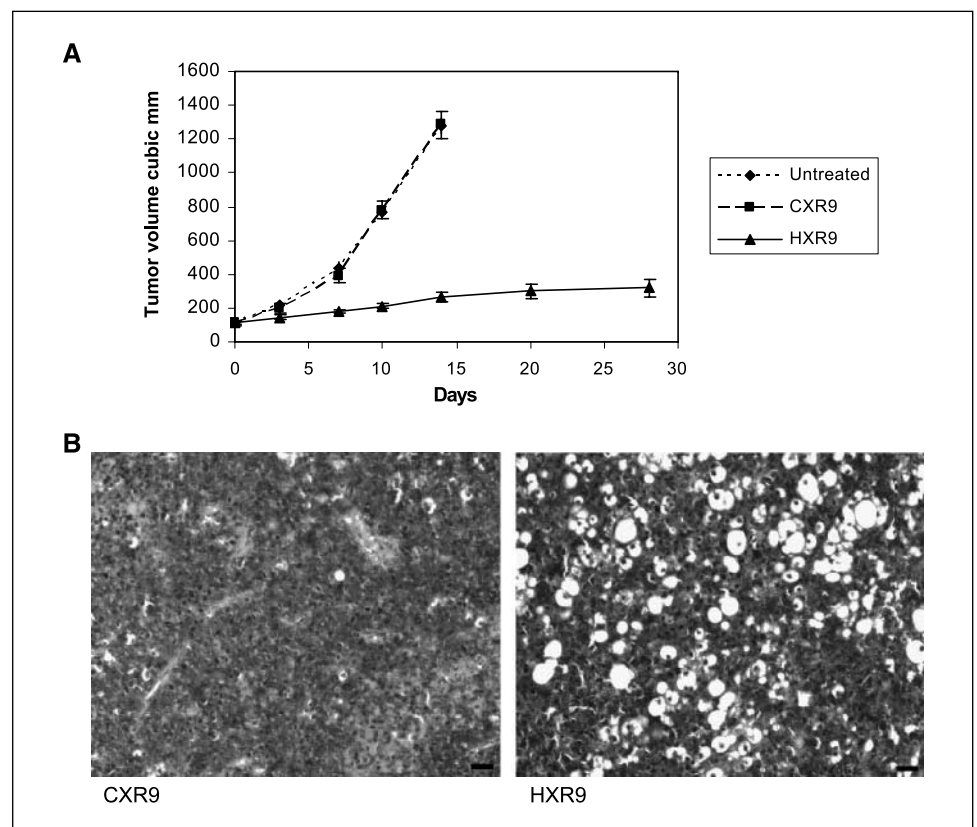 A
1600
1400
1200
1000
800
600
400
200
0
Tumor volume cubic mm
0 5 10 15 20 25 30
Days
Untreated
CXR9
HXR9
B
CXR9 HXR9